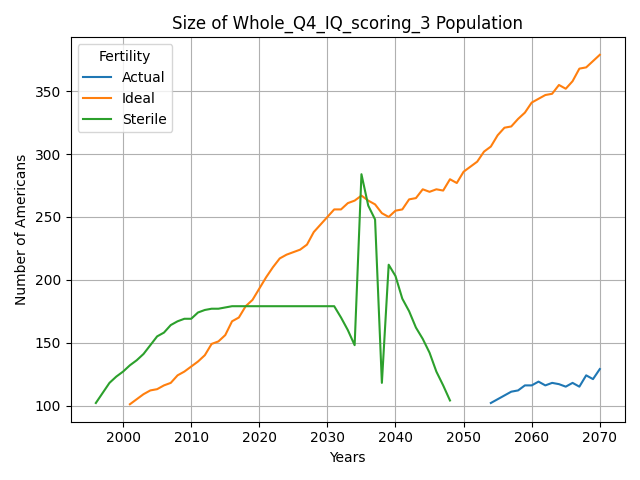 Size of Whole_Q4_IQ_scoring_3 Population
Fertility
Actual
Ideal
Sterile
Number of Americans
350
300
250
200
150
100
2000 2010 2020 2030 2040 2050 2060 2070
Years